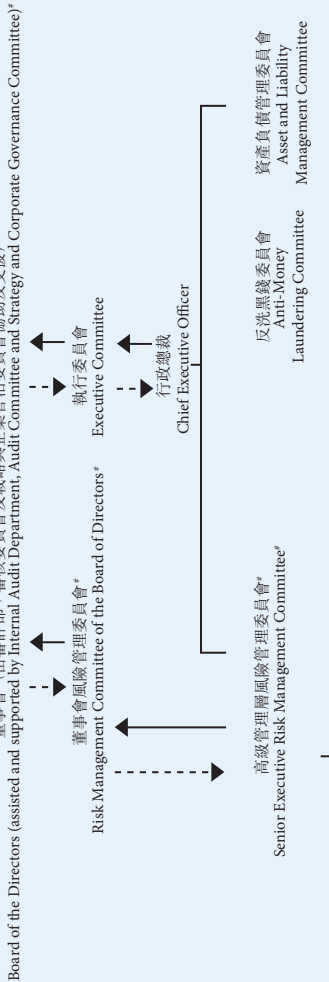 Board of the Directors (assisted and supported by Internal Audit Department, Audit Committee and Strategy and Corporate Governance Committee)#
董事會風險管理委員會#
Risk Management Committee of the Board of Directors#
執行委員會
Executive Committee
行政總裁
Chief Executive Officer
高級管理層風險管理委員會#
Senior Executive Risk Management Committee#
反洗黑錢委員會
Anti-Money
Laundering Committee
資產負債管理委員會
Asset and Liability
Management Committee